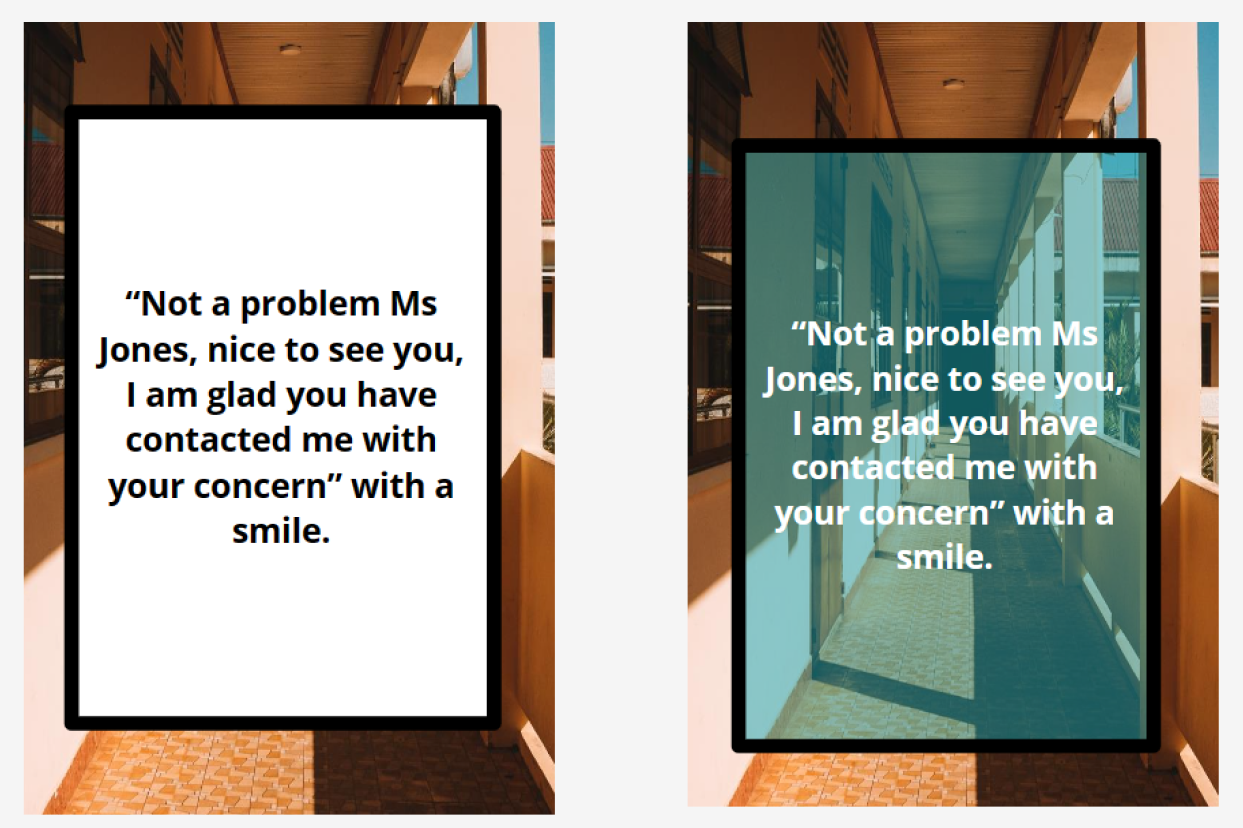 “Not a problem Ms
Jones, nice to see you,
I am glad you have
contacted me with
your concern” with a
smile.
“Not a problem Ms
Jones, nice to see you,
I am glad you have
contacted me with
your concern” with a
smile.